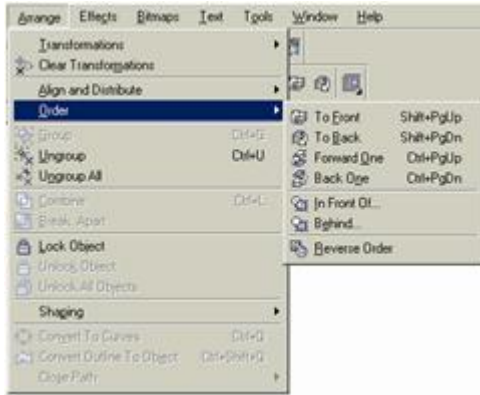 Arrange Effects Bitmaps Text Tools Window Help
Transformations
Clear Transformations
Align and Distribute
Order
To Front Shift+PgUp
To Back Shift+PgDn
Forward One Ctrl+PgUp
Back One Ctrl+PgDn
In Front Of...
Behind...
Reverse Order
Group Ctrl+G
Ungroup Ctrl+U
Ungroup All
Combine Ctrl+L
Break Apart
Lock Object
Unlock Object
Unlock All Objects
Shaping
Convert To Curves Ctrl+Q
Convert Outline To Object Ctrl+Shift+Q
Close Path